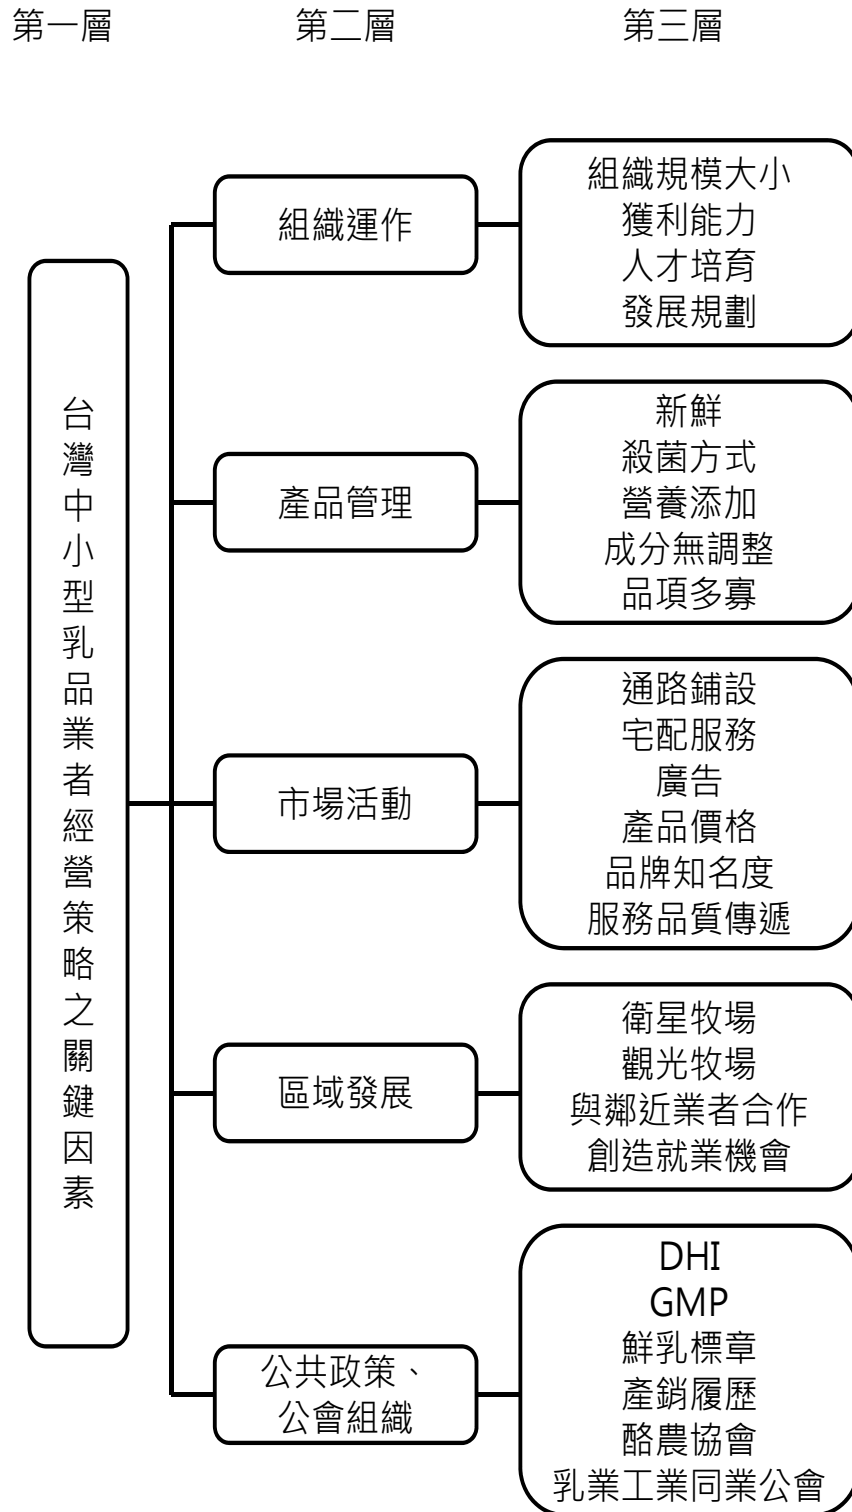 第一層
第二層
第三層
台灣中小型乳品業者經營策略之關鍵因素
組織運作
組織規模大小
獲利能力
人才培育
發展規劃
產品管理
新鮮
殺菌方式
營養添加
成分無調整
品項多寡
市場活動
通路鋪設
宅配服務
廣告
產品價格
品牌知名度
服務品質傳遞
區域發展
衛星牧場
觀光牧場
與鄰近業者合作
創造就業機會
公共政策、
公會組織
DHI
GMP
鮮乳標章
產銷履歷
酪農協會
乳業工業同業公會